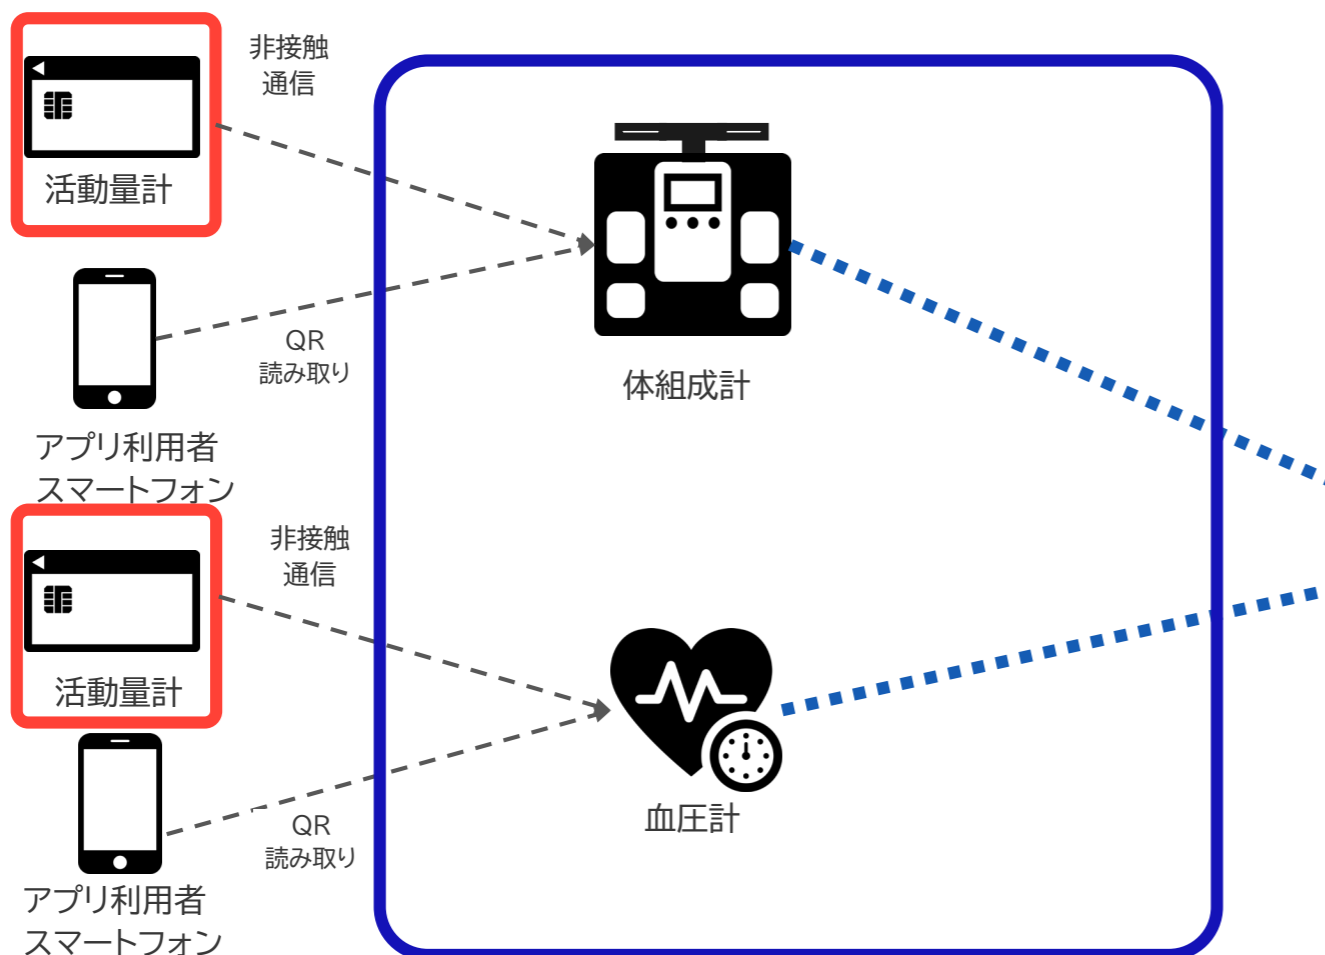 非接触
通信
活動量計
QR
読み取り
アプリ利用者
スマートフォン
体組成計
非接触
通信
活動量計
QR
読み取り
アプリ利用者
スマートフォン
血圧計